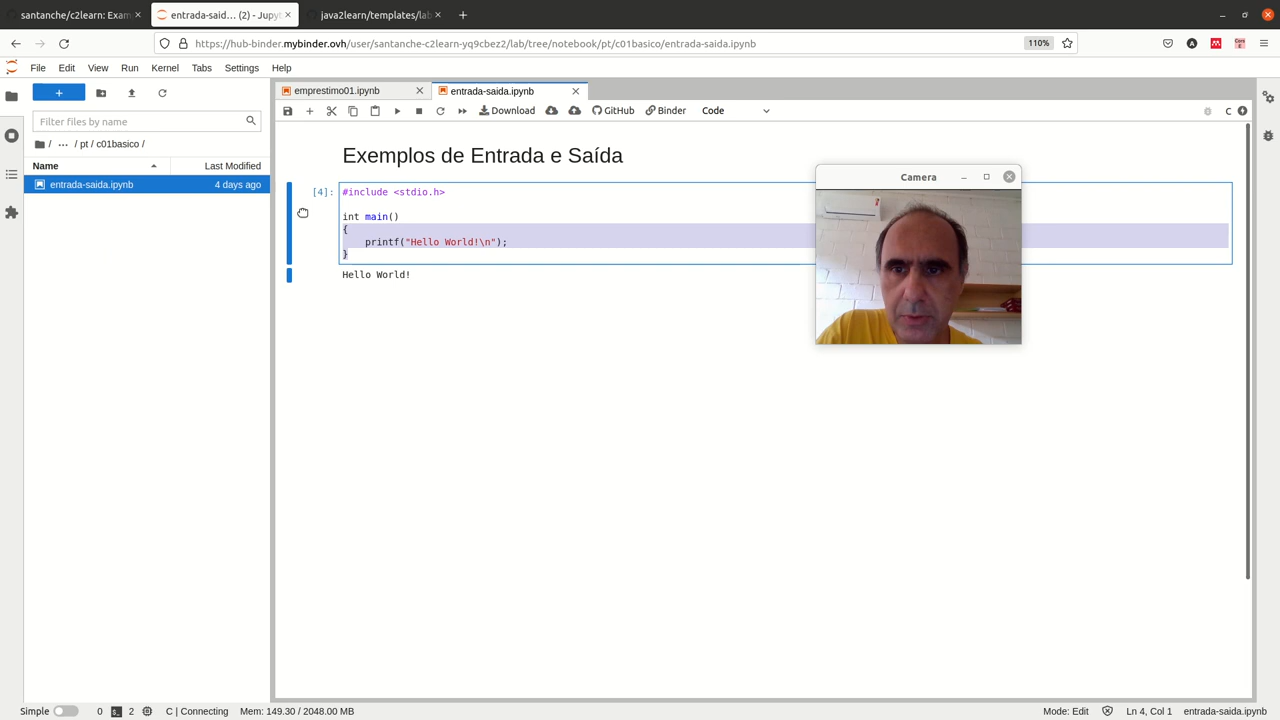 santanche/c2learn: Exam
entrada-said… (2) - Jupy
java2learn/templates/lab
https://hub-binder.mybinder.ovh/user/santanche-c2learn-yq9cbez2/lab/tree/notebook/pt/c01basico/entrada-saida.ipynb
110%
File Edit View Run Kernel Tabs Settings Help
emprestimo01.ipynb
entrada-saida.ipynb
Download GitHub Binder Code
C
Filter files by name
/ … / pt / c01basico /
Name Last Modified
entrada-saida.ipynb 4 days ago
Exemplos de Entrada e Saída
[4]: #include <stdio.h>
int main()
{
printf("Hello World!\n");
}
Hello World!
Camera
Simple 0 2 C | Connecting Mem: 149.30 / 2048.00 MB Mode: Edit Ln 4, Col 1 entrada-saida.ipynb